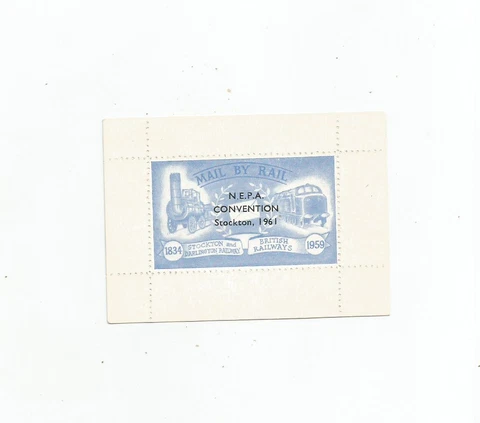 MAIL BY RAIL
N.E.P.A.
CONVENTION
Stockton, 1961
1834
STOCKTON and
DARLINGTON RAILWAY
BRITISH
RAILWAYS
1959